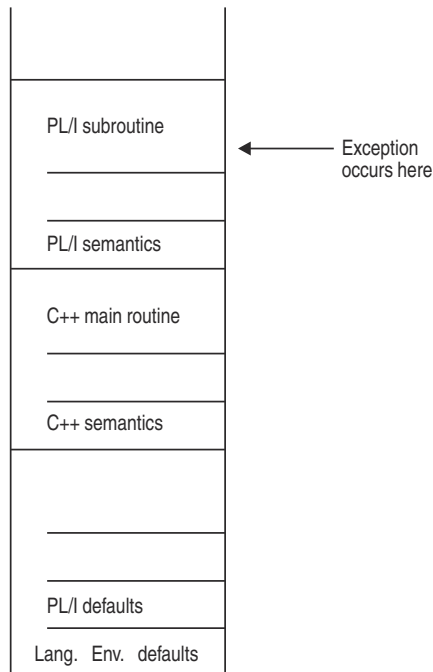 PL/I subroutine
Exception
occurs here
PL/I semantics
C++ main routine
C++ semantics
PL/I defaults
Lang. Env. defaults